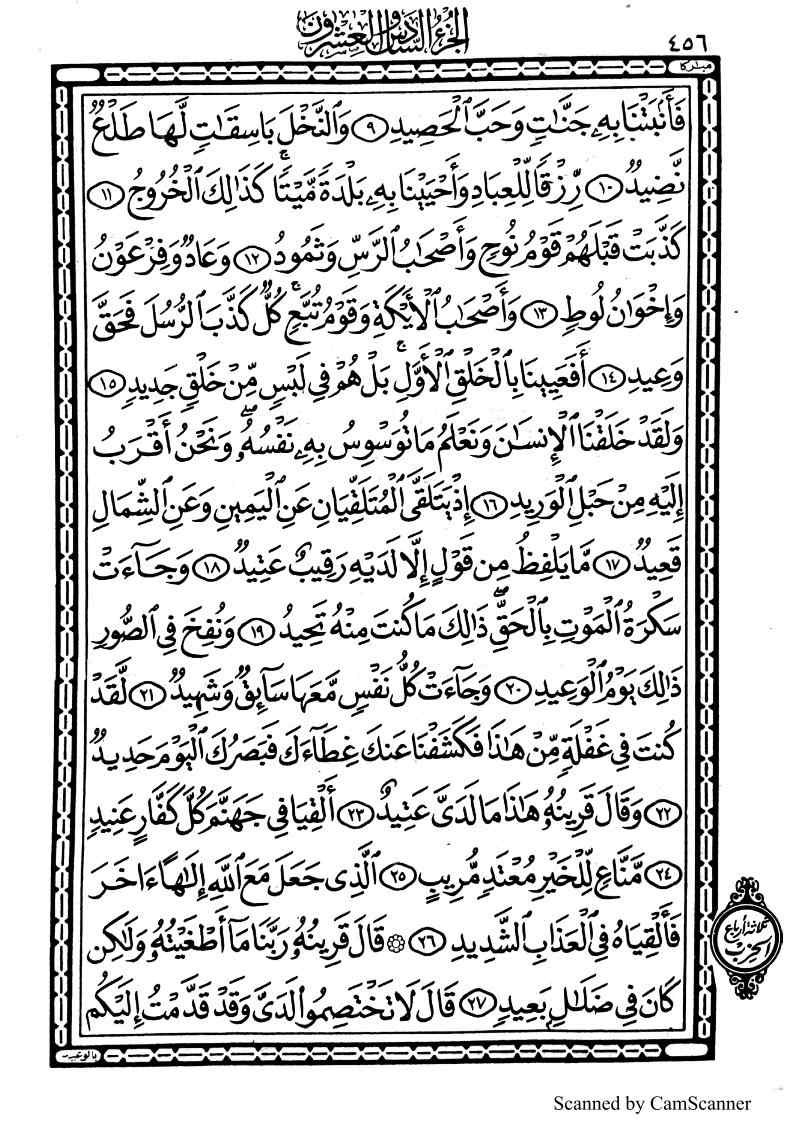 الجزء السادس والعشرون
٤٥٦
مبٰركا
فَأَنۢبَتْنَا بِهِۦ جَنَّٰتٍ وَحَبَّ ٱلْحَصِيدِ ٩ وَٱلنَّخْلَ بَاسِقَٰتٍ لَّهَا طَلْعٌ
نَّضِيدٌ ١٠ رِّزْقًا لِّلْعِبَادِ وَأَحْيَيْنَا بِهِۦ بَلْدَةً مَّيْتًا ۚ كَذَٰلِكَ ٱلْخُرُوجُ ١١
كَذَّبَتْ قَبْلَهُمْ قَوْمُ نُوحٍ وَأَصْحَٰبُ ٱلرَّسِّ وَثَمُودُ ١٢ وَعَادٌ وَفِرْعَوْنُ
وَإِخْوَانُ لُوطٍ ١٣ وَأَصْحَٰبُ ٱلْأَيْكَةِ وَقَوْمُ تُبَّعٍ ۚ كُلٌّ كَذَّبَ ٱلرُّسُلَ فَحَقَّ
وَعِيدِ ١٤ أَفَعَيِينَا بِٱلْخَلْقِ ٱلْأَوَّلِ ۚ بَلْ هُمْ فِى لَبْسٍ مِّنْ خَلْقٍ جَدِيدٍ ١٥
وَلَقَدْ خَلَقْنَا ٱلْإِنسَٰنَ وَنَعْلَمُ مَا تُوَسْوِسُ بِهِۦ نَفْسُهُۥ ۖ وَنَحْنُ أَقْرَبُ
إِلَيْهِ مِنْ حَبْلِ ٱلْوَرِيدِ ١٦ إِذْ يَتَلَقَّى ٱلْمُتَلَقِّيَانِ عَنِ ٱلْيَمِينِ وَعَنِ ٱلشِّمَالِ
قَعِيدٌ ١٧ مَّا يَلْفِظُ مِن قَوْلٍ إِلَّا لَدَيْهِ رَقِيبٌ عَتِيدٌ ١٨ وَجَآءَتْ
سَكْرَةُ ٱلْمَوْتِ بِٱلْحَقِّ ۖ ذَٰلِكَ مَا كُنتَ مِنْهُ تَحِيدُ ١٩ وَنُفِخَ فِى ٱلصُّورِ
ذَٰلِكَ يَوْمُ ٱلْوَعِيدِ ٢٠ وَجَآءَتْ كُلُّ نَفْسٍ مَّعَهَا سَآئِقٌ وَشَهِيدٌ ٢١ لَّقَدْ
كُنتَ فِى غَفْلَةٍ مِّنْ هَٰذَا فَكَشَفْنَا عَنكَ غِطَآءَكَ فَبَصَرُكَ ٱلْيَوْمَ حَدِيدٌ
٢٢ وَقَالَ قَرِينُهُۥ هَٰذَا مَا لَدَىَّ عَتِيدٌ ٢٣ أَلْقِيَا فِى جَهَنَّمَ كُلَّ كَفَّارٍ عَنِيدٍ
٢٤ مَّنَّاعٍ لِّلْخَيْرِ مُعْتَدٍ مُّرِيبٍ ٢٥ ٱلَّذِى جَعَلَ مَعَ ٱللَّهِ إِلَٰهًا ءَاخَرَ
فَأَلْقِيَاهُ فِى ٱلْعَذَابِ ٱلشَّدِيدِ ٢٦ ۞ قَالَ قَرِينُهُۥ رَبَّنَا مَآ أَطْغَيْتُهُۥ وَلَٰكِن
ثلاثة أرباع
الحزب
كَانَ فِى ضَلَٰلٍۭ بَعِيدٍ ٢٧ قَالَ لَا تَخْتَصِمُوا۟ لَدَىَّ وَقَدْ قَدَّمْتُ إِلَيْكُم
بالوعيد
Scanned by CamScanner